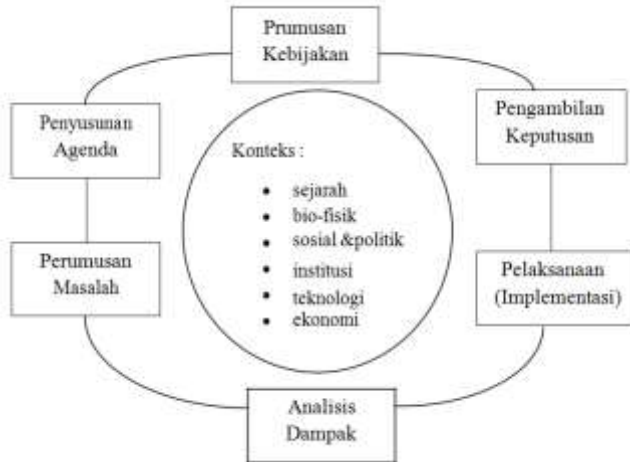 Prumusan
Kebijakan
Penyusunan
Agenda
Pengambilan
Keputusan
Konteks :
• sejarah
• bio-fisik
• sosial &politik
• institusi
• teknologi
• ekonomi
Perumusan
Masalah
Pelaksanaan
(Implementasi)
Analisis
Dampak